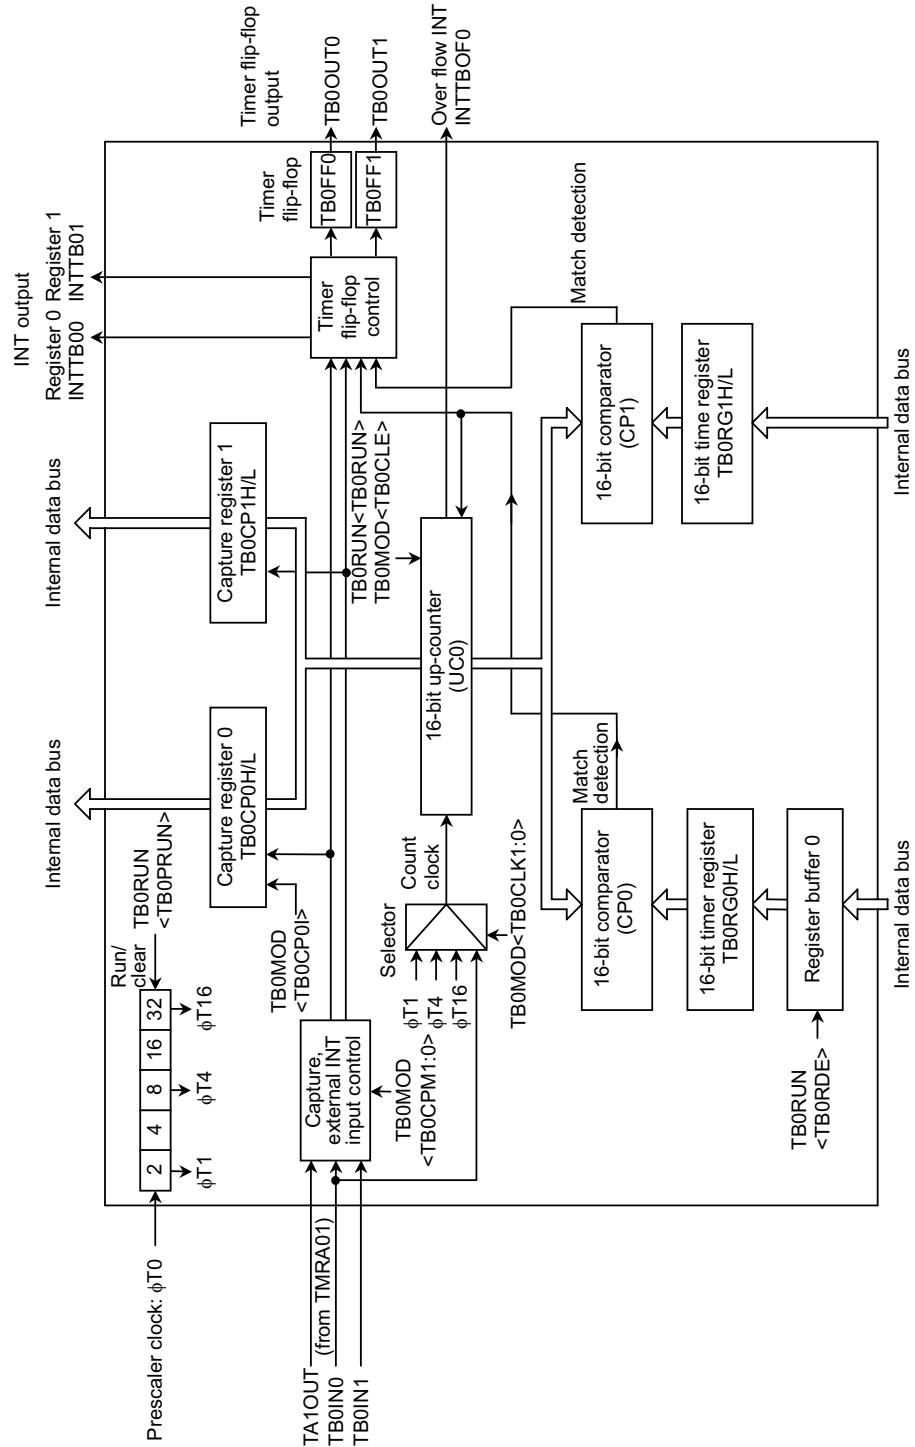 Prescaler clock: ϕT0
2
4
8
16
32
ϕT1
ϕT4
ϕT16
Run/
clear
TB0RUN
<TB0PRUN>
Internal data bus
Internal data bus
INT output
Register 0
INTTB00
Register 1
INTTB01
Capture register 0
TB0CP0H/L
Capture register 1
TB0CP1H/L
TB0MOD
<TB0CP0I>
TA1OUT
(from TMRA01)
TB0IN0
TB0IN1
Capture,
external INT
input control
TB0MOD
<TB0CPM1:0>
TB0RUN<TB0RUN>
TB0MOD<TB0CLE>
Timer
flip-flop
control
Timer
flip-flop
TB0FF0
TB0FF1
Timer flip-flop
output
TB0OUT0
TB0OUT1
Over flow INT
INTTBOF0
Selector
ϕT1
ϕT4
ϕT16
Count
clock
TB0MOD<TB0CLK1:0>
16-bit up-counter
(UC0)
Match
detection
Match detection
16-bit comparator
(CP0)
16-bit comparator
(CP1)
16-bit timer register
TB0RG0H/L
16-bit time register
TB0RG1H/L
Register buffer 0
TB0RUN
<TB0RDE>
Internal data bus
Internal data bus